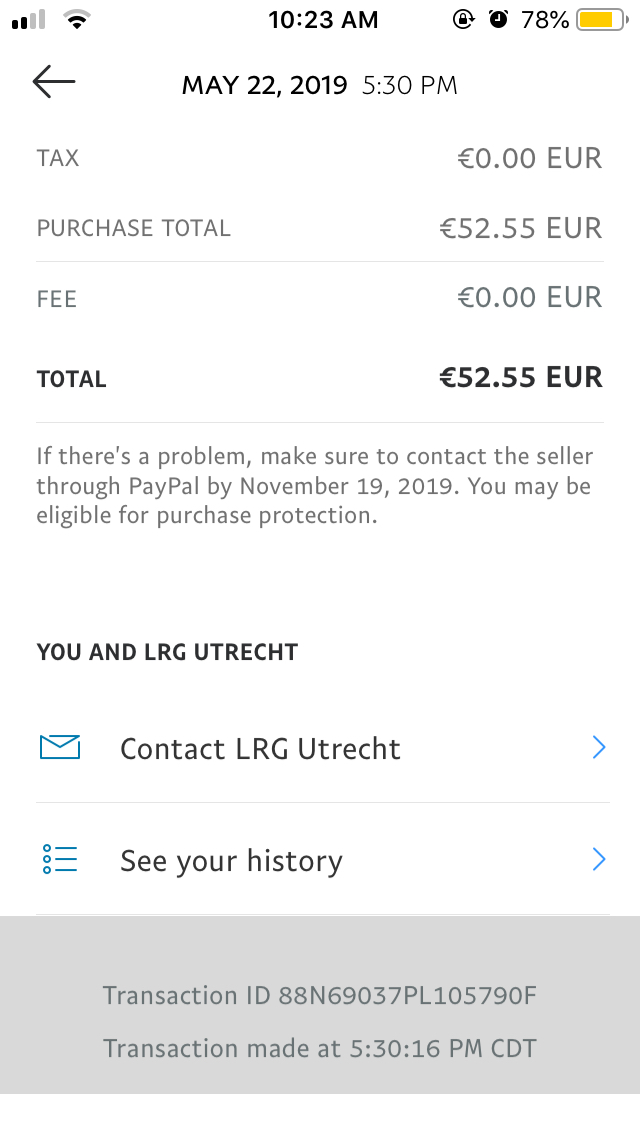 10:23 AM 78%
MAY 22, 2019 5:30 PM
TAX €0.00 EUR
PURCHASE TOTAL €52.55 EUR
FEE €0.00 EUR
TOTAL €52.55 EUR
If there's a problem, make sure to contact the seller
through PayPal by November 19, 2019. You may be
eligible for purchase protection.
YOU AND LRG UTRECHT
Contact LRG Utrecht
See your history
Transaction ID 88N69037PL105790F
Transaction made at 5:30:16 PM CDT